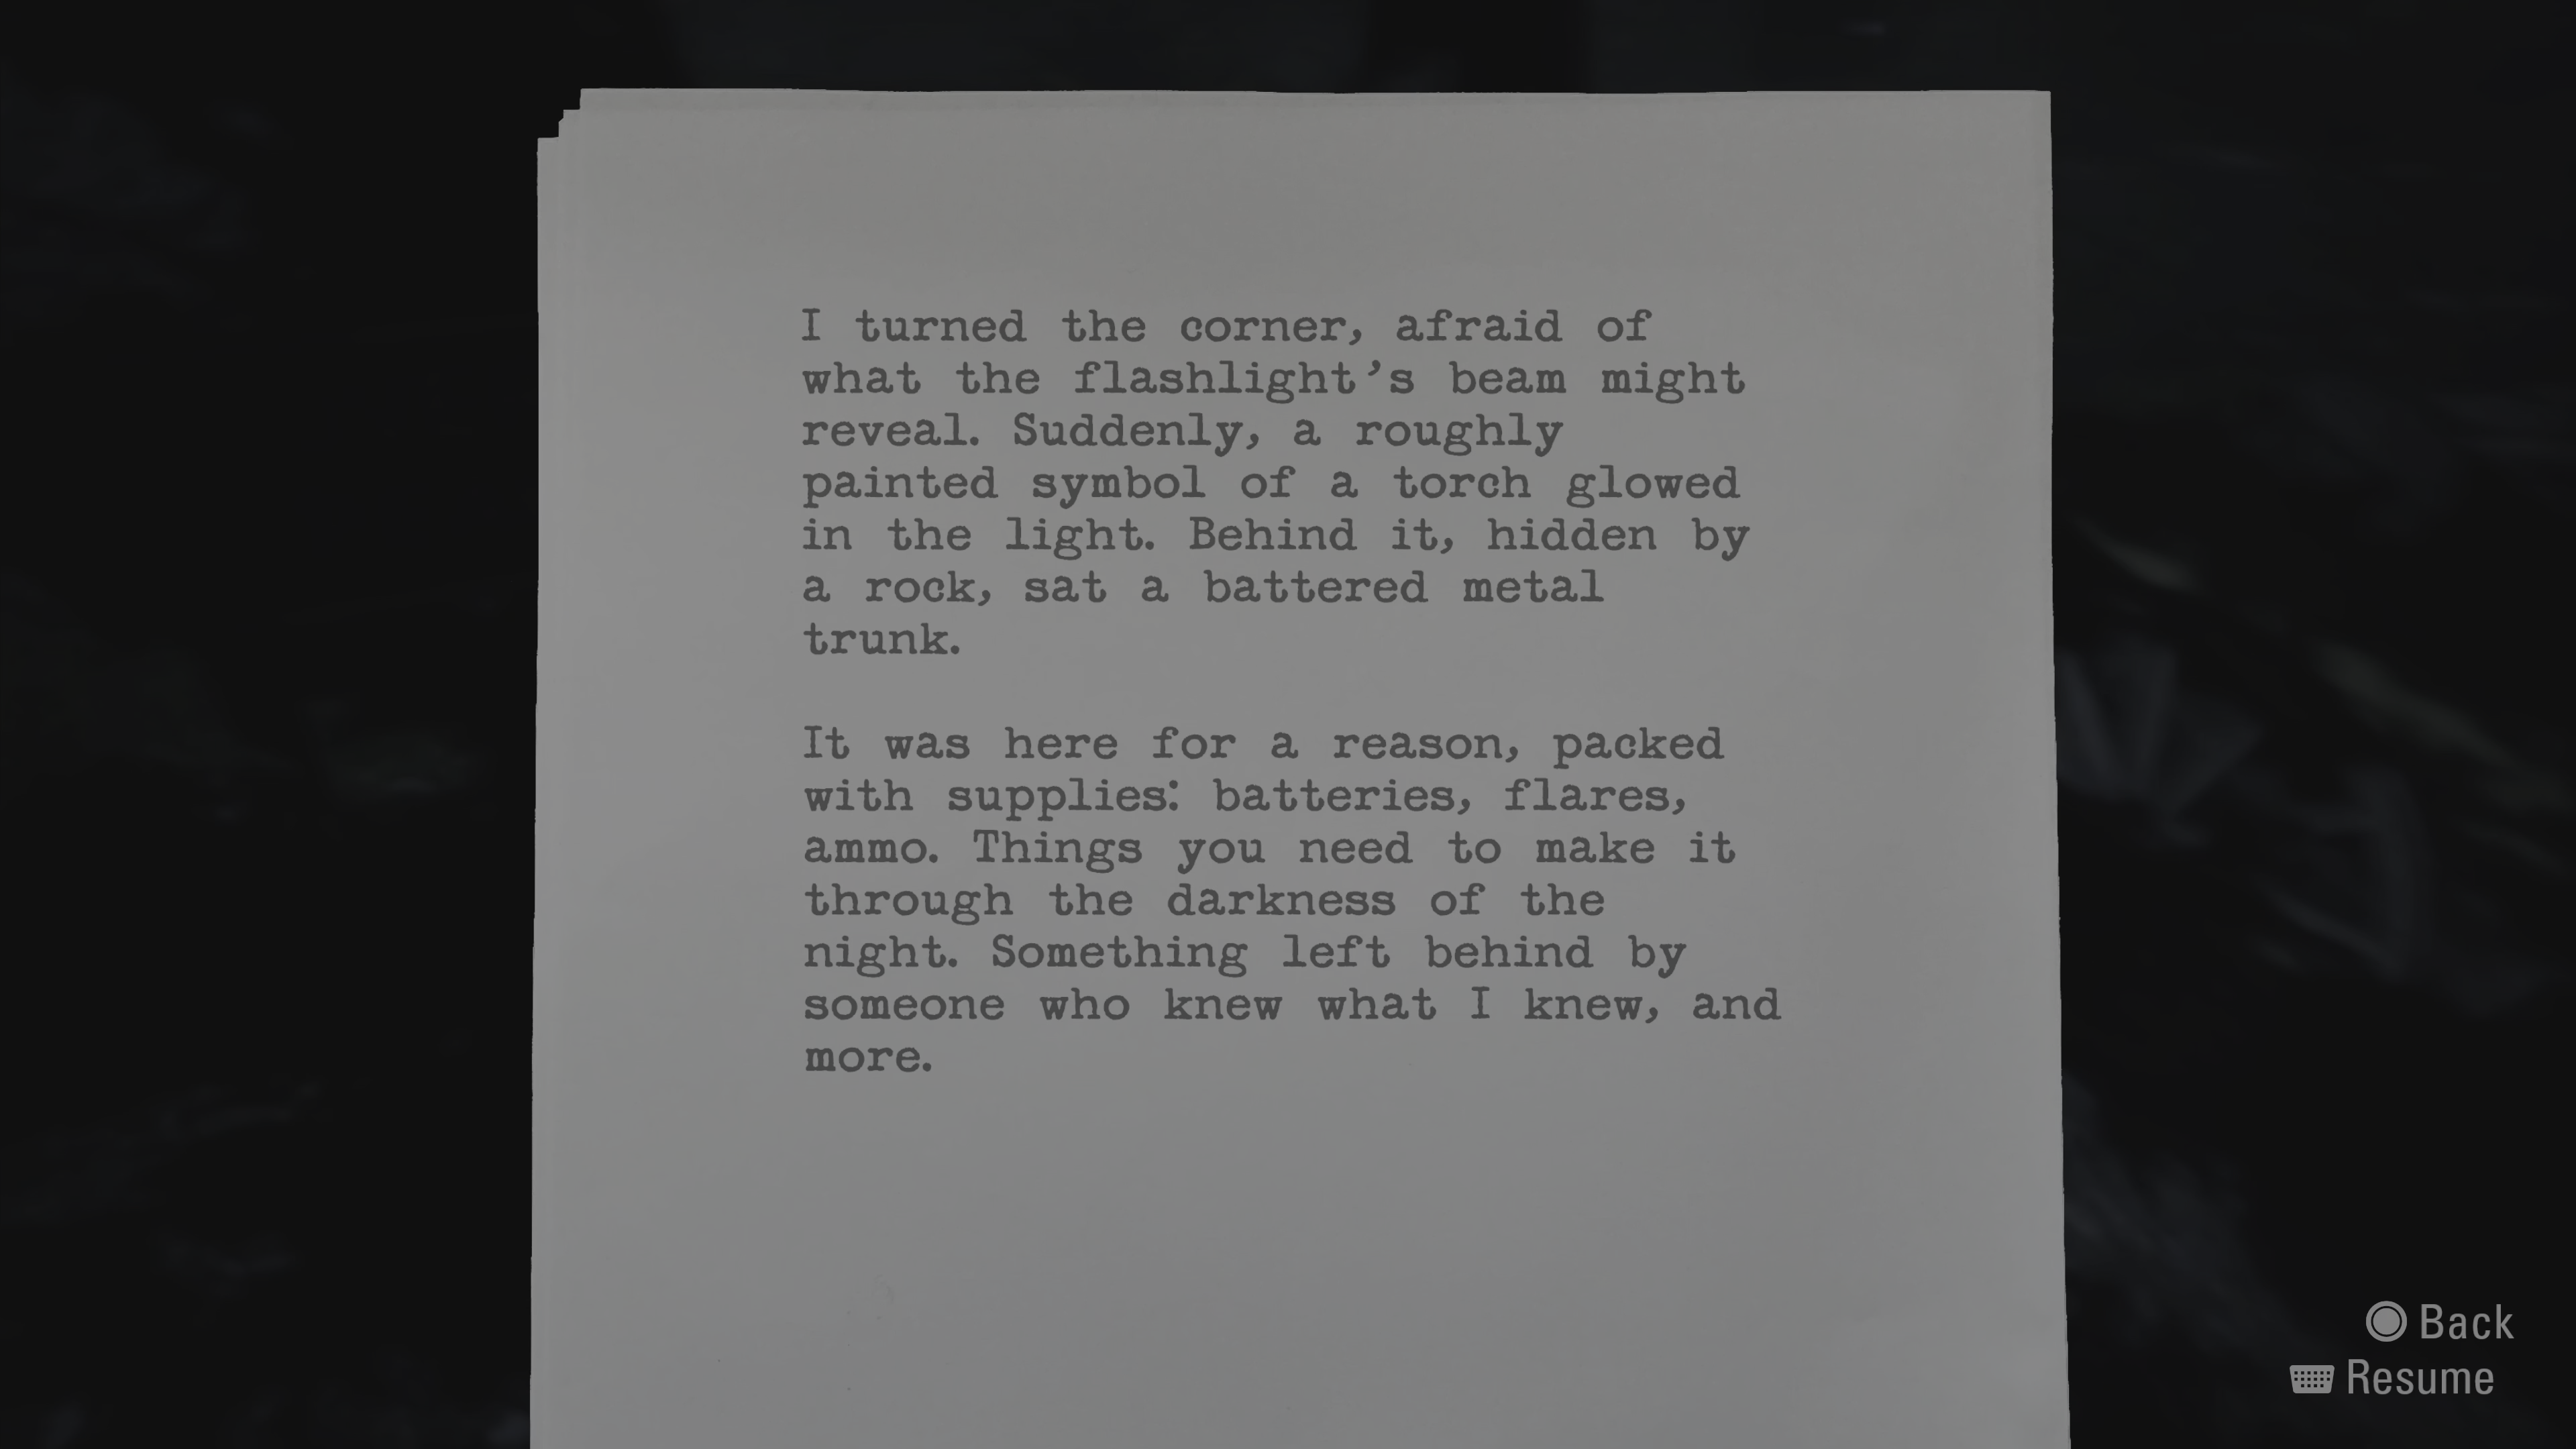 I turned the corner, afraid of
what the flashlight’s beam might
reveal. Suddenly, a roughly
painted symbol of a torch glowed
in the light. Behind it, hidden by
a rock, sat a battered metal
trunk.
It was here for a reason, packed
with supplies: batteries, flares,
ammo. Things you need to make it
through the darkness of the
night. Something left behind by
someone who knew what I knew, and
more.
Back
Resume